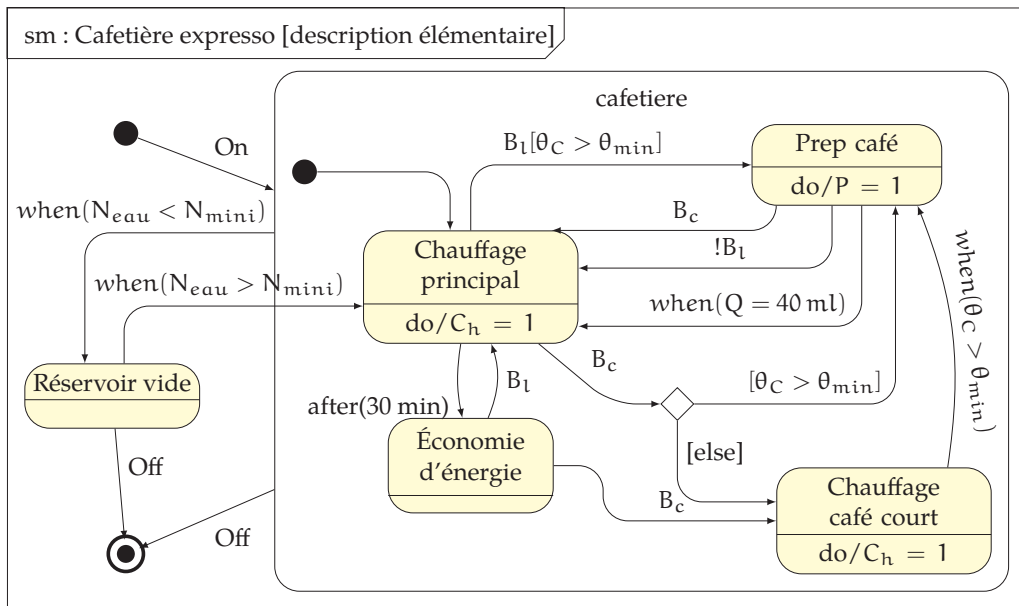 sm : Cafetière expresso [description élémentaire]
cafetiere
On
B_l[θ_C > θ_min]
Prep café
do/P = 1
when(N_eau < N_mini)
B_c
!B_l
Chauffage
principal
do/C_h = 1
when(N_eau > N_mini)
when(Q = 40 ml)
when(θ_C > θ_min)
Réservoir vide
B_l
B_c
[θ_C > θ_min]
after(30 min)
Économie
d'énergie
[else]
Off
B_c
Chauffage
café court
do/C_h = 1
Off